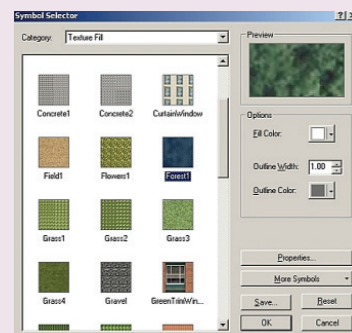 Symbol Selector
Category: Texture Fill
Preview
Concrete1 Concrete2 CurtainWindow
Options
Fill Color:
Field1 Flowers1 Forest1
Outline Width: 1.00
Outline Color:
Grass1 Grass2 Grass3
Properties...
More Symbols
Grass4 Gravel GreenTrimWin...
Save... Reset
OK Cancel